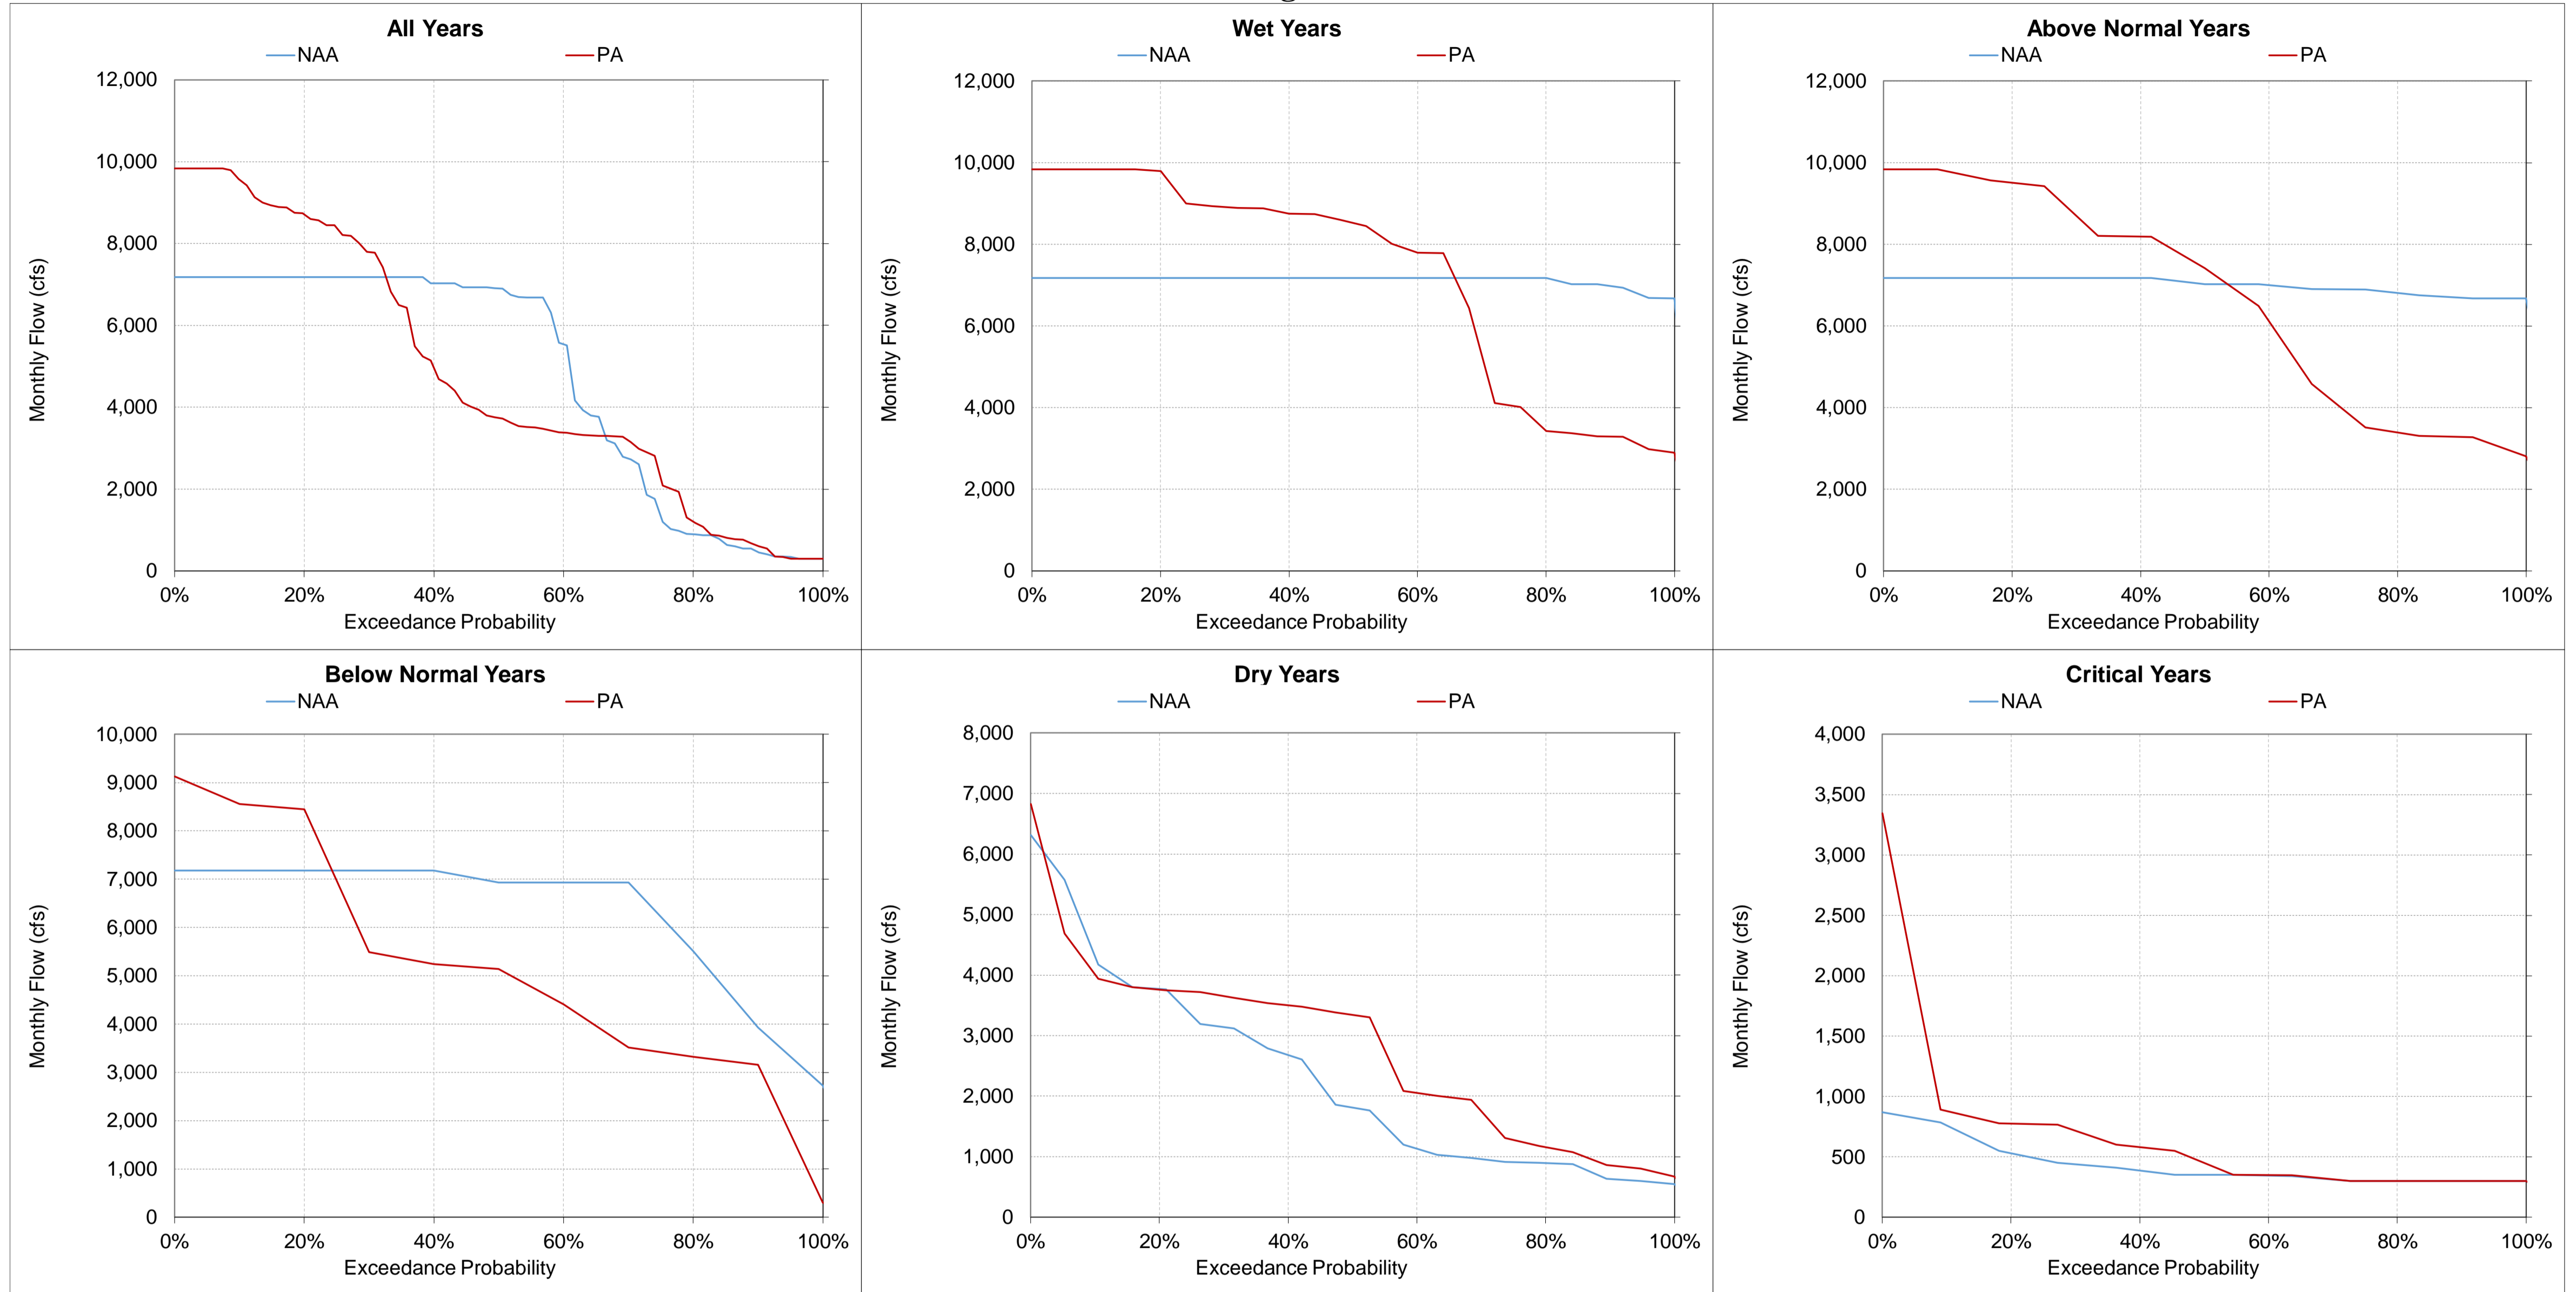 All Years
NAA PA
12,000
10,000
8,000
6,000
4,000
2,000
0
Monthly Flow (cfs)
0% 20% 40% 60% 80% 100%
Exceedance Probability
Wet Years
NAA PA
12,000
10,000
8,000
6,000
4,000
2,000
0
Monthly Flow (cfs)
0% 20% 40% 60% 80% 100%
Exceedance Probability
Above Normal Years
NAA PA
12,000
10,000
8,000
6,000
4,000
2,000
0
Monthly Flow (cfs)
0% 20% 40% 60% 80% 100%
Exceedance Probability
Below Normal Years
NAA PA
10,000
9,000
8,000
7,000
6,000
5,000
4,000
3,000
2,000
1,000
0
Monthly Flow (cfs)
0% 20% 40% 60% 80% 100%
Exceedance Probability
Dry Years
NAA PA
8,000
7,000
6,000
5,000
4,000
3,000
2,000
1,000
0
Monthly Flow (cfs)
0% 20% 40% 60% 80% 100%
Exceedance Probability
Critical Years
NAA PA
4,000
3,500
3,000
2,500
2,000
1,500
1,000
500
0
Monthly Flow (cfs)
0% 20% 40% 60% 80% 100%
Exceedance Probability